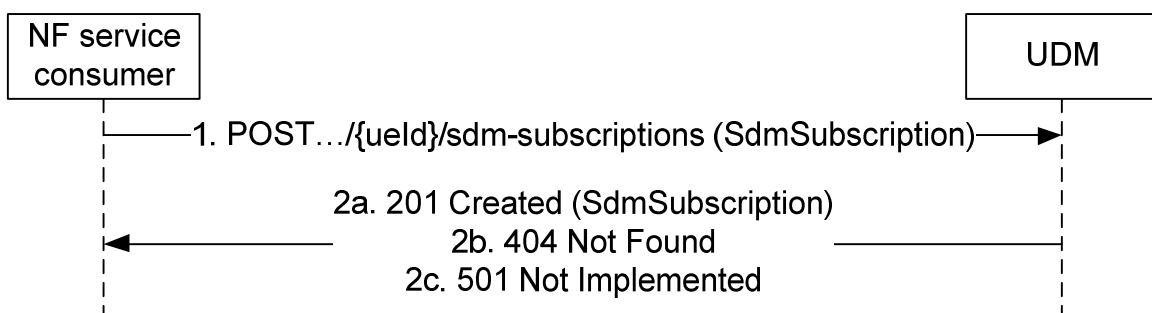 NF service
consumer
UDM
1. POST…/{ueId}/sdm-subscriptions (SdmSubscription)
2a. 201 Created (SdmSubscription)
2b. 404 Not Found
2c. 501 Not Implemented